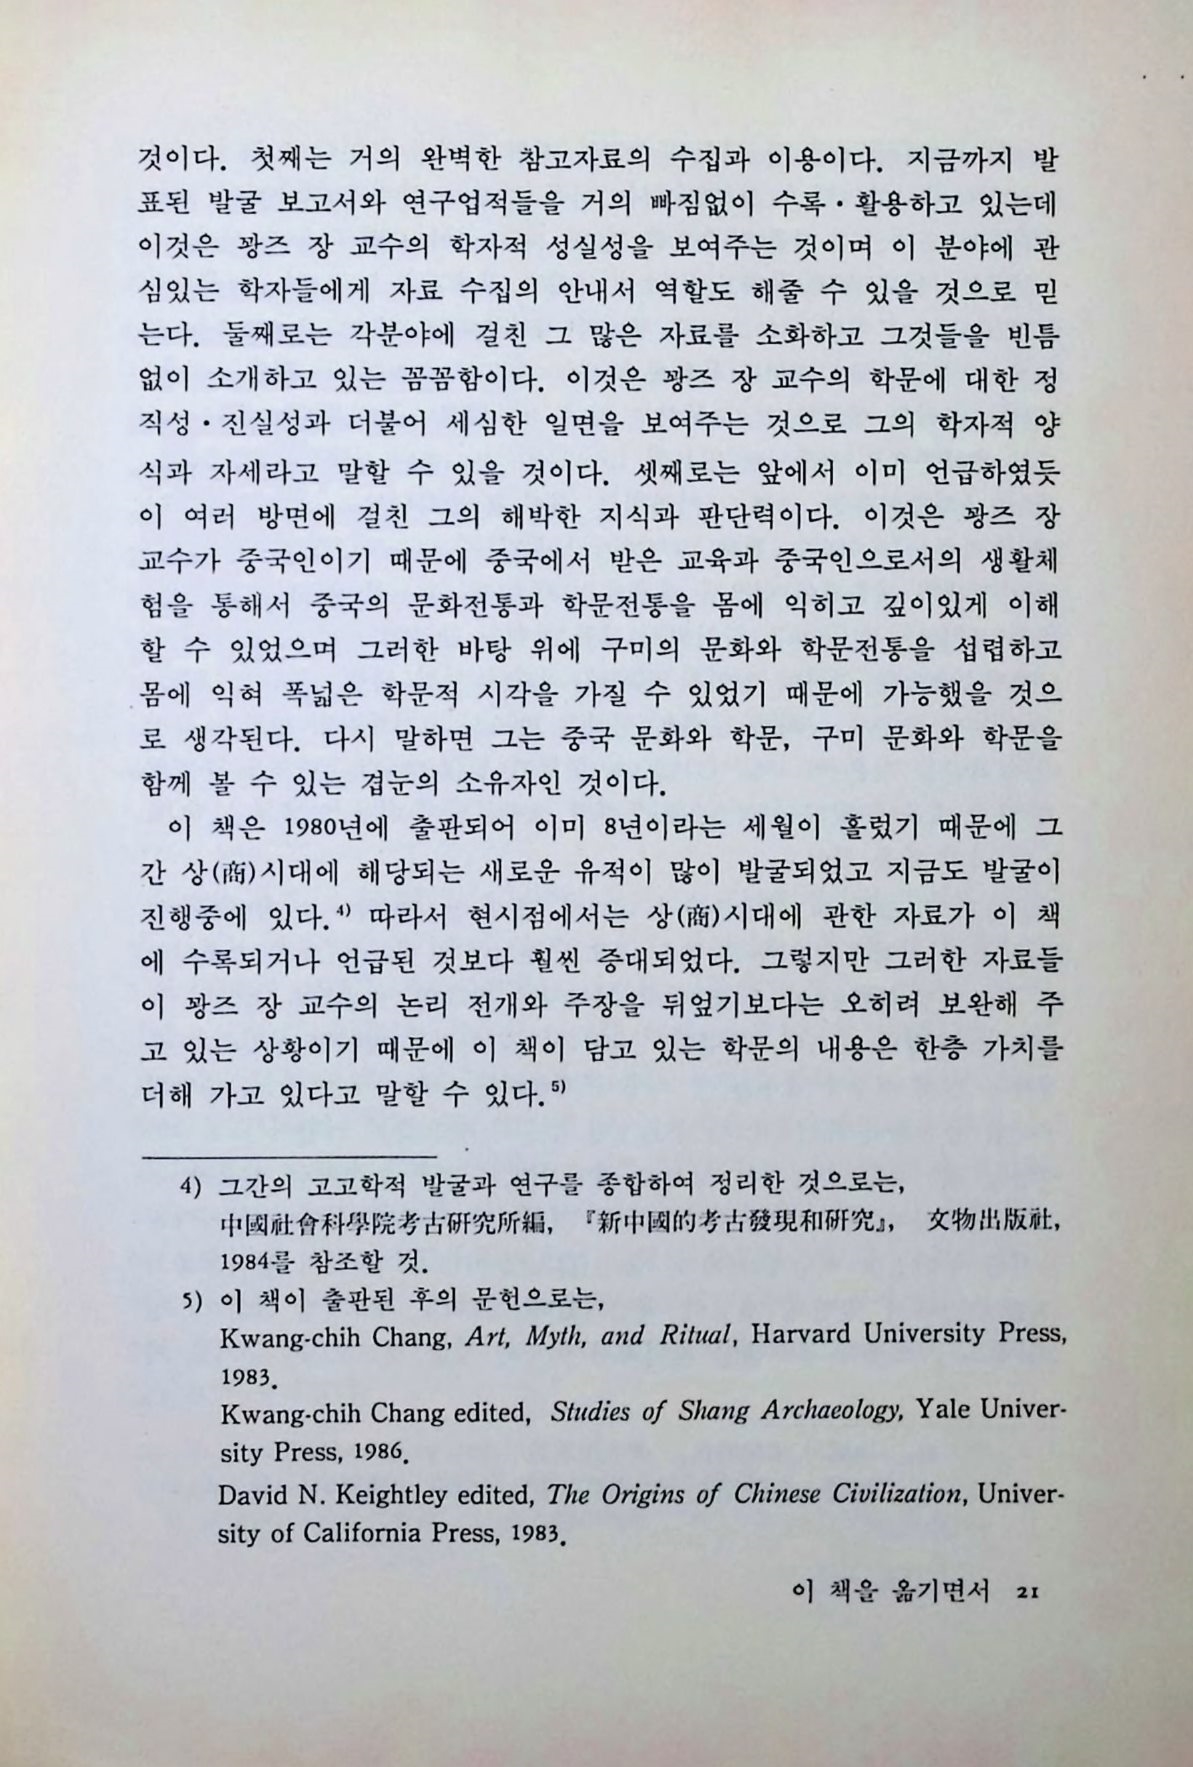 것이다. 첫째는 거의 완벽한 참고자료의 수집과 이용이다. 지금까지 발
표된 발굴 보고서와 연구업적들을 거의 빠짐없이 수록·활용하고 있는데
이것은 꽝즈 장 교수의 학자적 성실성을 보여주는 것이며 이 분야에 관
심있는 학자들에게 자료 수집의 안내서 역할도 해줄 수 있을 것으로 믿
는다. 둘째로는 각분야에 걸친 그 많은 자료를 소화하고 그것들을 빈틈
없이 소개하고 있는 꼼꼼함이다. 이것은 꽝즈 장 교수의 학문에 대한 정
직성·진실성과 더불어 세심한 일면을 보여주는 것으로 그의 학자적 양
식과 자세라고 말할 수 있을 것이다. 셋째로는 앞에서 이미 언급하였듯
이 여러 방면에 걸친 그의 해박한 지식과 판단력이다. 이것은 꽝즈 장
교수가 중국인이기 때문에 중국에서 받은 교육과 중국인으로서의 생활체
험을 통해서 중국의 문화전통과 학문전통을 몸에 익히고 깊이있게 이해
할 수 있었으며 그러한 바탕 위에 구미의 문화와 학문전통을 섭렵하고
몸에 익혀 폭넓은 학문적 시각을 가질 수 있었기 때문에 가능했을 것으
로 생각된다. 다시 말하면 그는 중국 문화와 학문, 구미 문화와 학문을
함께 볼 수 있는 겹눈의 소유자인 것이다.
이 책은 1980년에 출판되어 이미 8년이라는 세월이 흘렀기 때문에 그
간 상(商)시대에 해당되는 새로운 유적이 많이 발굴되었고 지금도 발굴이
진행중에 있다.4) 따라서 현시점에서는 상(商)시대에 관한 자료가 이 책
에 수록되거나 언급된 것보다 훨씬 증대되었다. 그렇지만 그러한 자료들
이 꽝즈 장 교수의 논리 전개와 주장을 뒤엎기보다는 오히려 보완해 주
고 있는 상황이기 때문에 이 책이 담고 있는 학문의 내용은 한층 가치를
더해 가고 있다고 말할 수 있다.5)
4) 그간의 고고학적 발굴과 연구를 종합하여 정리한 것으로는,
中國社會科學院考古硏究所編, 『新中國的考古發現和硏究』, 文物出版社,
1984를 참조할 것.
5) 이 책이 출판된 후의 문헌으로는,
Kwang-chih Chang, Art, Myth, and Ritual, Harvard University Press,
1983.
Kwang-chih Chang edited, Studies of Shang Archaeology, Yale Univer-
sity Press, 1986.
David N. Keightley edited, The Origins of Chinese Civilization, Univer-
sity of California Press, 1983.
이 책을 옮기면서 21